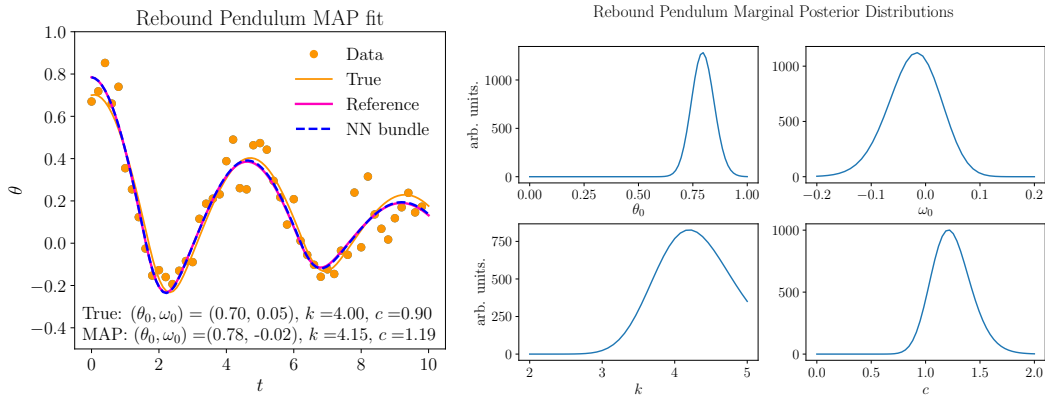 Rebound Pendulum MAP fit
Data
True
Reference
NN bundle
1.0
0.8
0.6
0.4
0.2
0.0
−0.2
−0.4
θ
True: (θ₀, ω₀) = (0.70, 0.05), k =4.00, c =0.90
MAP: (θ₀, ω₀) =(0.78, -0.02), k =4.15, c =1.19
0 2 4 6 8 10
t
Rebound Pendulum Marginal Posterior Distributions
arb. units.
1000
500
0
0.00 0.25 0.50 0.75 1.00
θ₀
1000
500
0
−0.2 −0.1 0.0 0.1 0.2
ω₀
arb. units.
750
500
250
0
2 3 4 5
k
1000
500
0
0.0 0.5 1.0 1.5 2.0
c